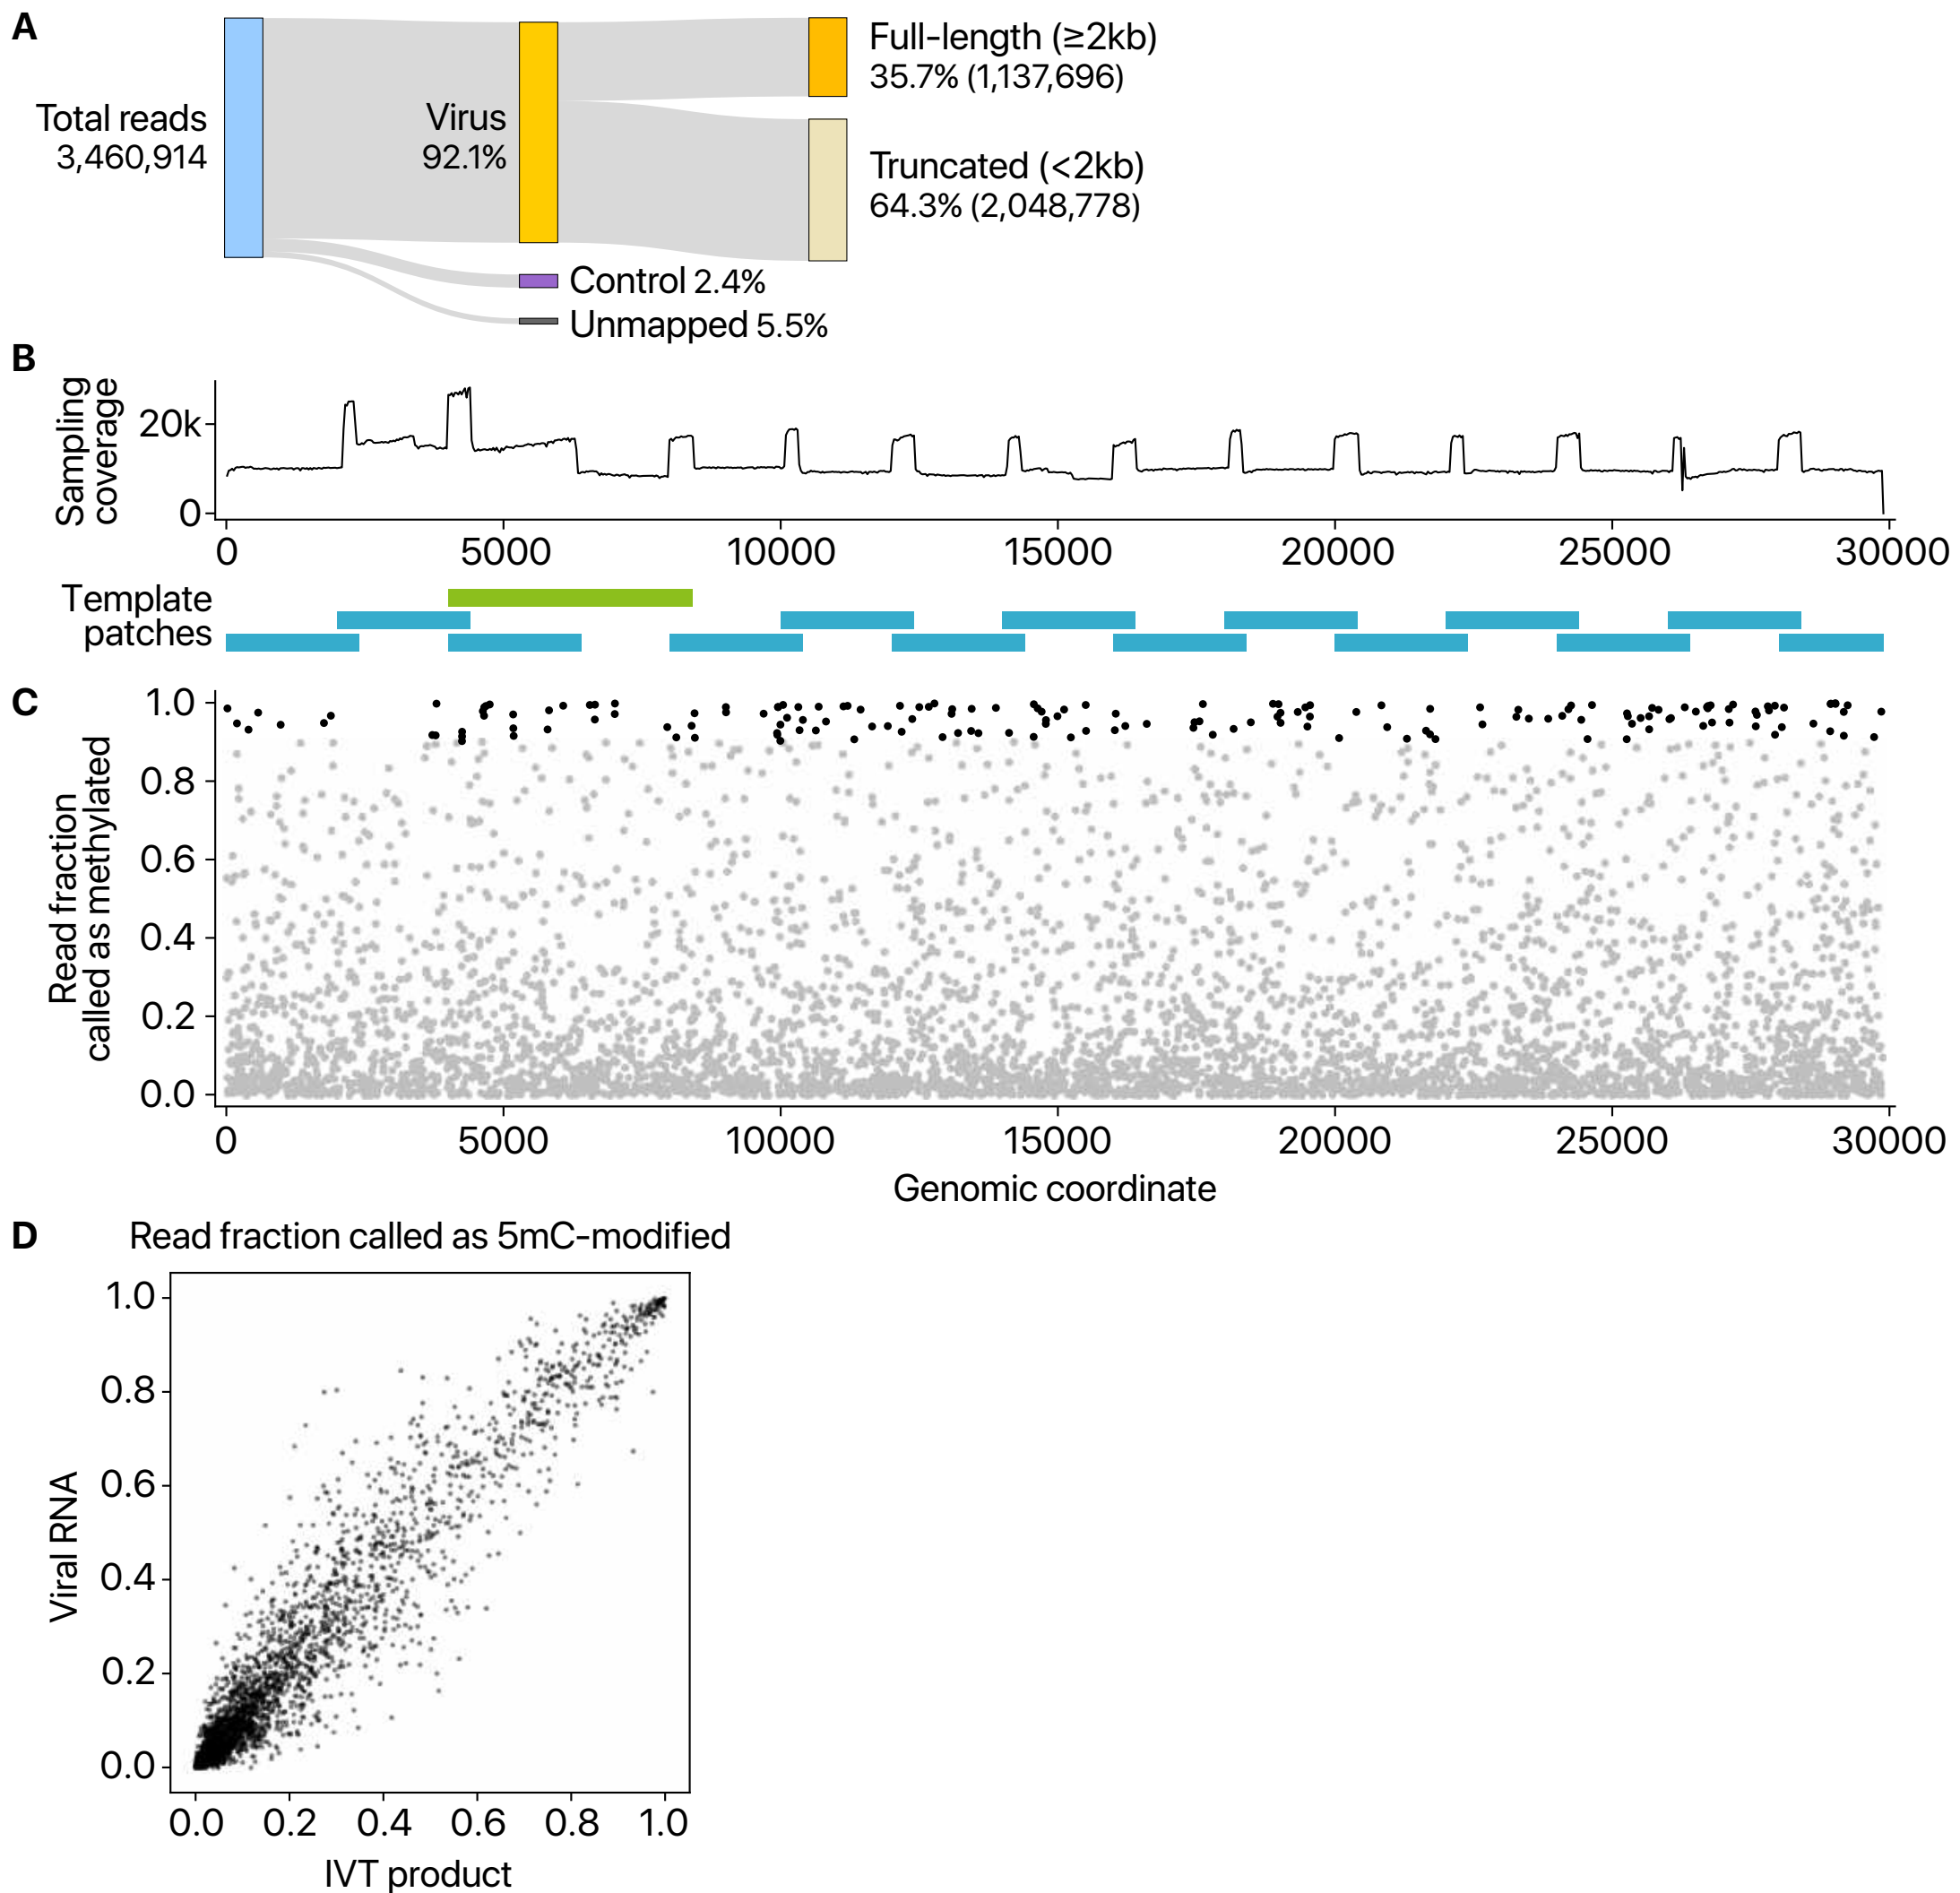 A
Total reads
3,460,914
Virus
92.1%
Full-length (≥2kb)
35.7% (1,137,696)
Truncated (<2kb)
64.3% (2,048,778)
Control 2.4%
Unmapped 5.5%
B
Sampling
coverage
20k
0
0 5000 10000 15000 20000 25000 30000
Template
patches
C
Read fraction
called as methylated
1.0
0.8
0.6
0.4
0.2
0.0
0 5000 10000 15000 20000 25000 30000
Genomic coordinate
D
Read fraction called as 5mC-modified
Viral RNA
1.0
0.8
0.6
0.4
0.2
0.0
0.0 0.2 0.4 0.6 0.8 1.0
IVT product